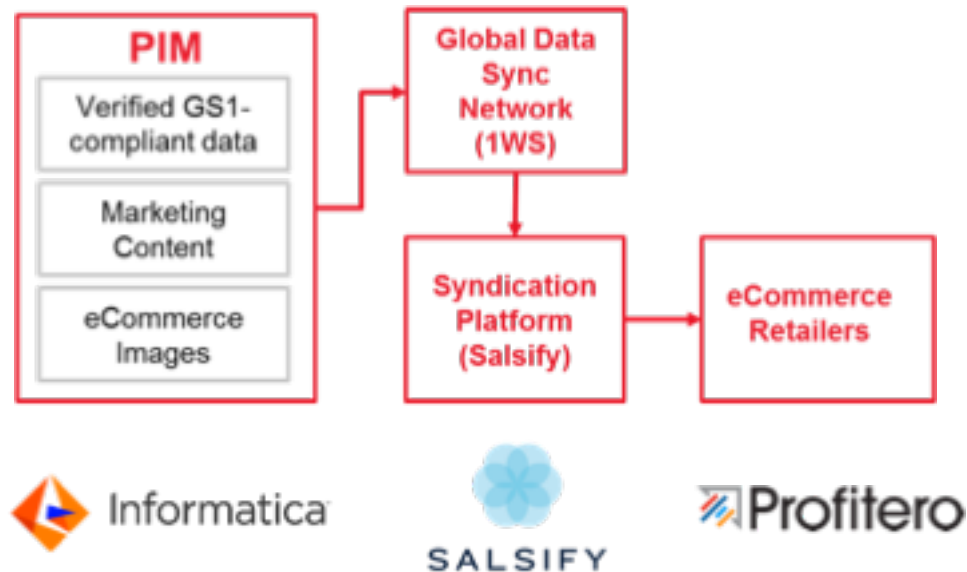 PIM
Verified GS1-
compliant data
Marketing
Content
eCommerce
Images
Global Data
Sync
Network
(1WS)
Syndication
Platform
(Salsify)
eCommerce
Retailers
Informatica
SALSIFY
Profitero